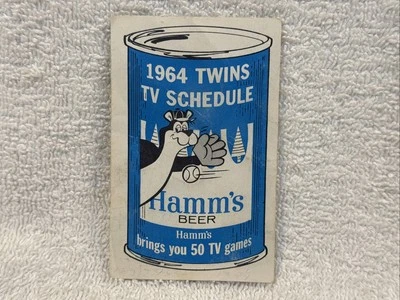 1964 TWINS
TV SCHEDULE
Hamm's
BEER
Hamm's
brings you 50 TV games